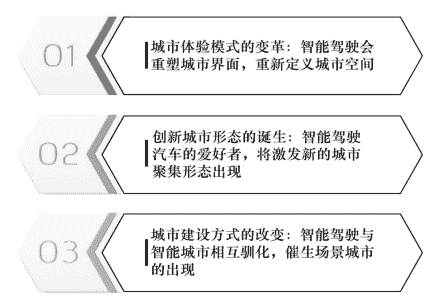 01
城市体验模式的变革：智能驾驶会
重塑城市界面，重新定义城市空间
02
创新城市形态的诞生：智能驾驶
汽车的爱好者，将激发新的城市
聚集形态出现
03
城市建设方式的改变：智能驾驶与
智能城市相互驯化，催生场景城市
的出现